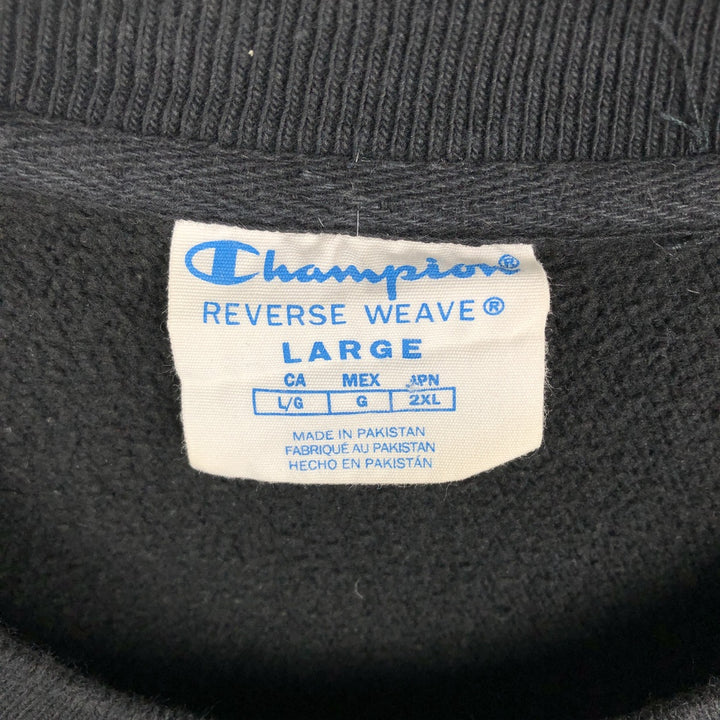 Champion®
REVERSE WEAVE®
LARGE
CA MEX JPN
L/G G 2XL
MADE IN PAKISTAN
FABRIQUÉ AU PAKISTAN
HECHO EN PAKISTÁN